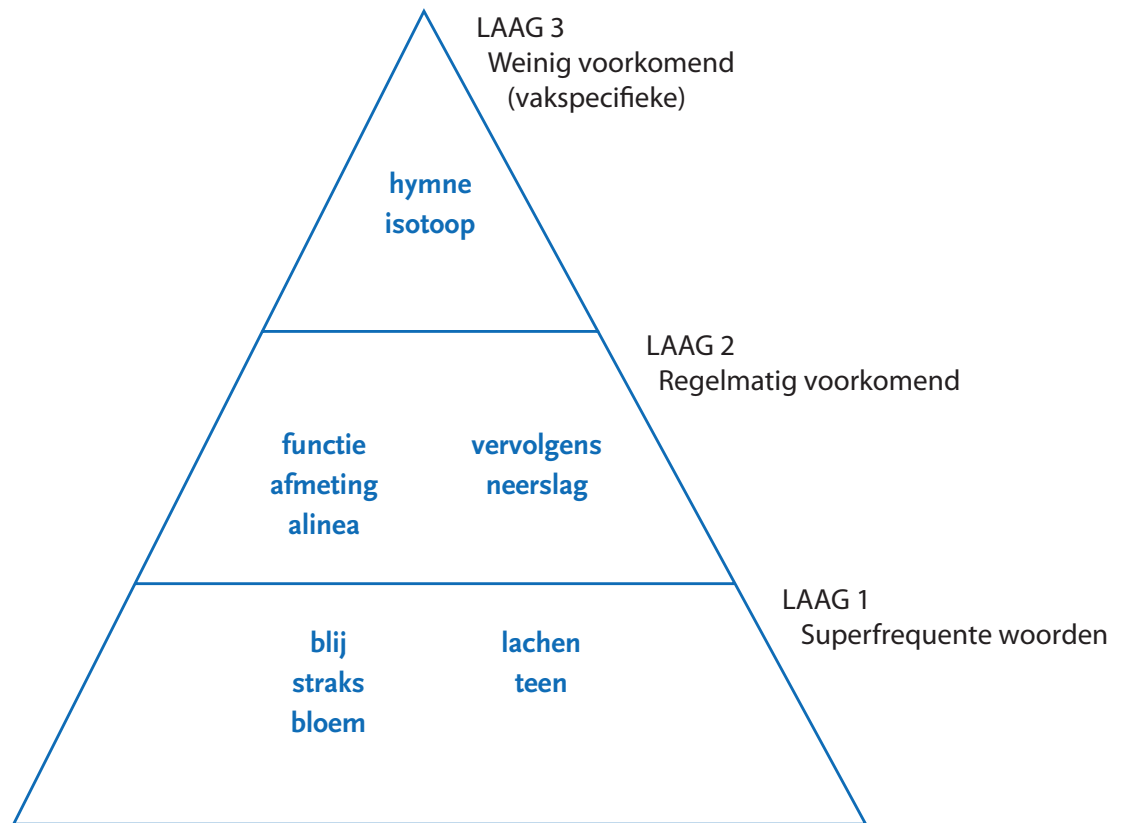 LAAG 3
Weinig voorkomend
(vakspecifieke)
hymne
isotoop
LAAG 2
Regelmatig voorkomend
functie
afmeting
alinea
vervolgens
neerslag
LAAG 1
Superfrequente woorden
blij
straks
bloem
lachen
teen